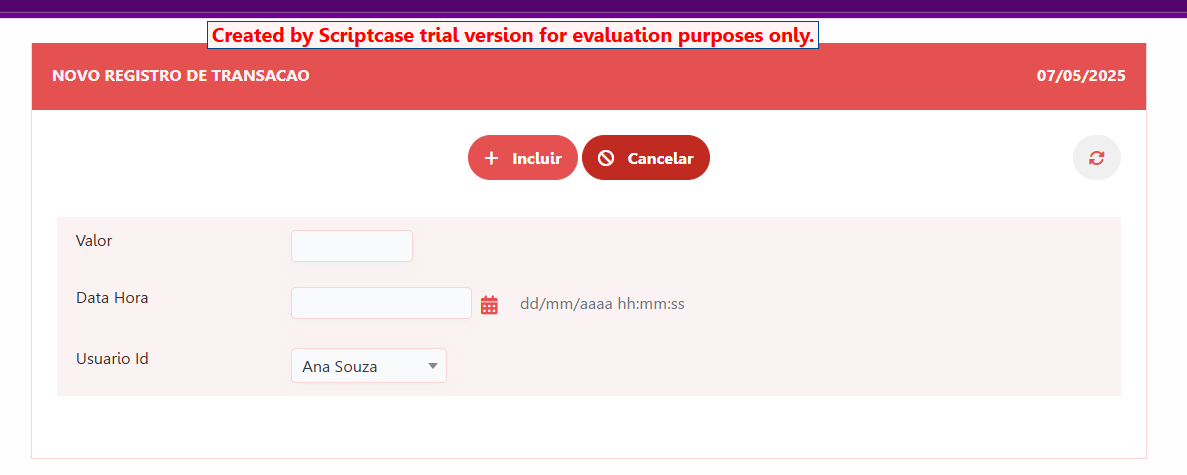 Created by Scriptcase trial version for evaluation purposes only.
NOVO REGISTRO DE TRANSACAO 07/05/2025
Incluir Cancelar
Valor
Data Hora dd/mm/aaaa hh:mm:ss
Usuario Id Ana Souza